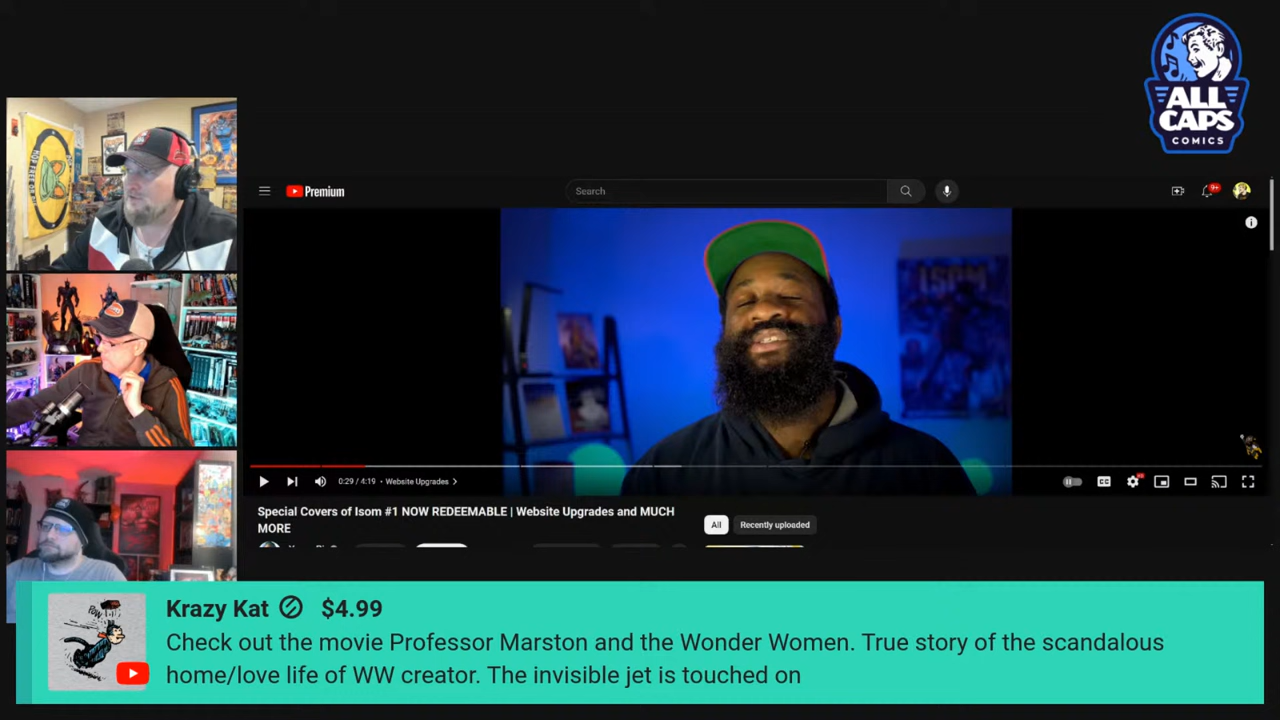 ALL
CAPS
COMICS
Premium
Search
9+
ISOM
0:29 / 4:19 • Website Upgrades >
Special Covers of Isom #1 NOW REDEEMABLE | Website Upgrades and MUCH
MORE
All
Recently uploaded
Krazy Kat $4.99
Check out the movie Professor Marston and the Wonder Women. True story of the scandalous
home/love life of WW creator. The invisible jet is touched on
POW